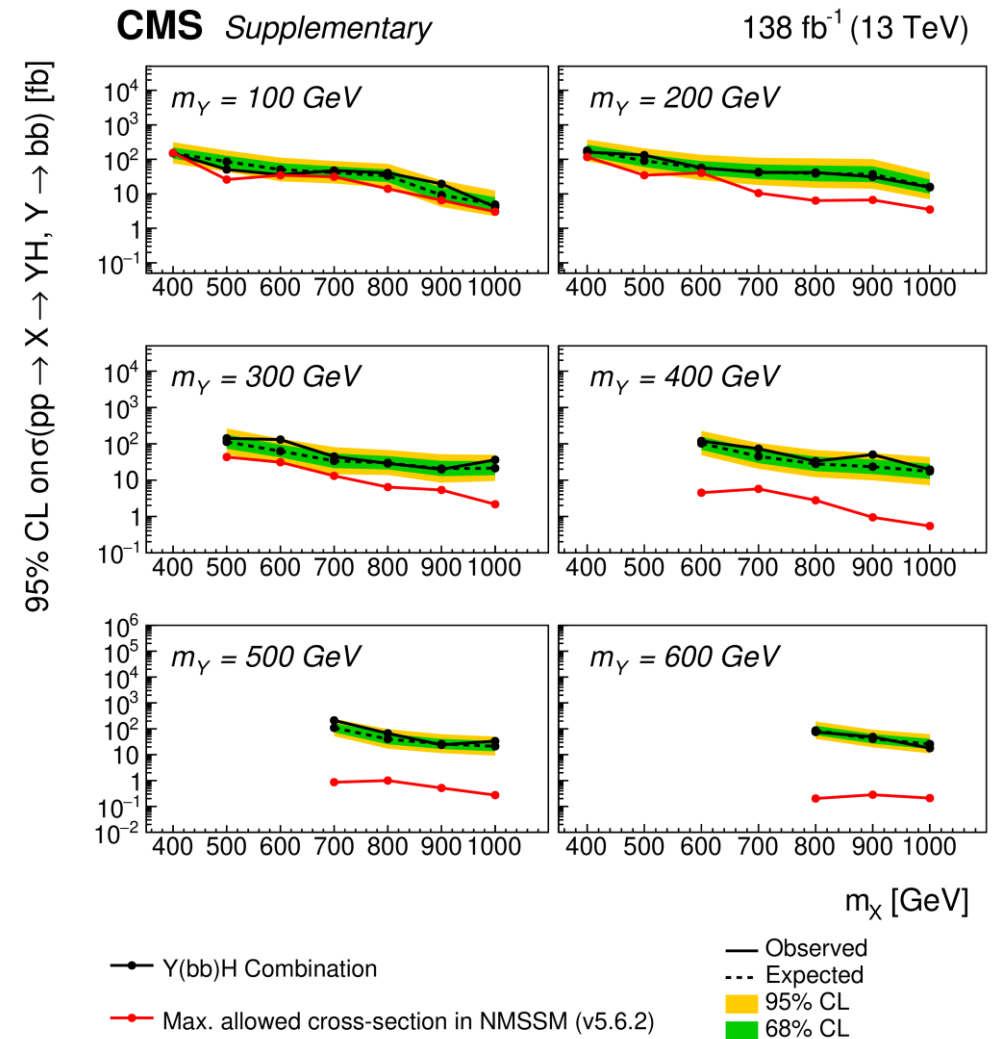 CMS Supplementary 138 fb⁻¹ (13 TeV)
95% CL on σ(pp → X → YH, Y → bb) [fb]
m_Y = 100 GeV
10⁴
10³
10²
10
1
10⁻¹
400 500 600 700 800 900 1000
m_Y = 200 GeV
400 500 600 700 800 900 1000
m_Y = 300 GeV
10⁴
10³
10²
10
1
10⁻¹
400 500 600 700 800 900 1000
m_Y = 400 GeV
400 500 600 700 800 900 1000
m_Y = 500 GeV
10⁶
10⁵
10⁴
10³
10²
10
1
10⁻¹
10⁻²
400 500 600 700 800 900 1000
m_Y = 600 GeV
400 500 600 700 800 900 1000
m_X [GeV]
Y(bb)H Combination
Max. allowed cross-section in NMSSM (v5.6.2)
Observed
Expected
95% CL
68% CL